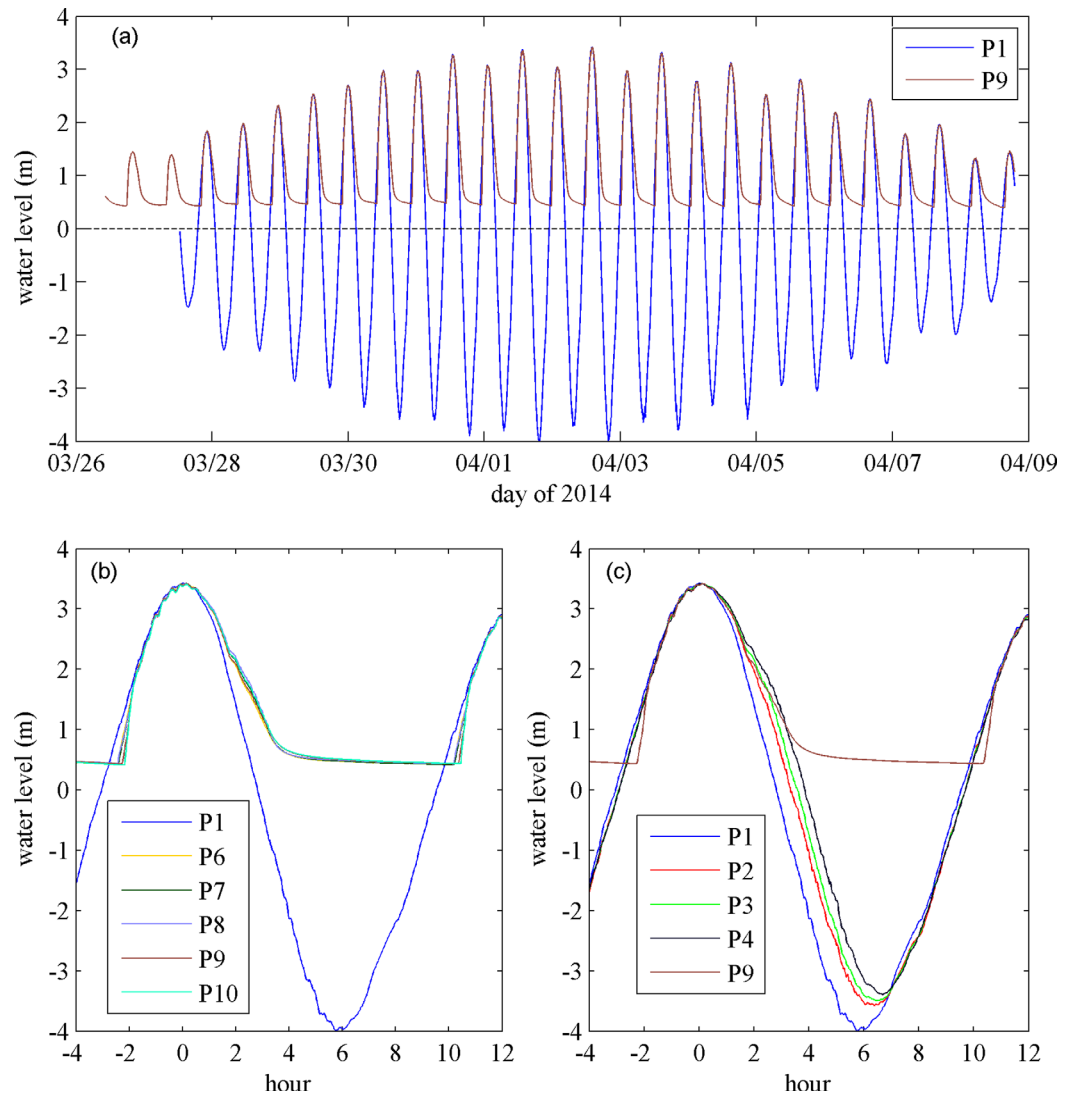 (a)
P1
P9
4
3
2
1
0
-1
-2
-3
-4
water level (m)
03/26 03/28 03/30 04/01 04/03 04/05 04/07 04/09
day of 2014
(b)
4
3
2
1
0
-1
-2
-3
-4
water level (m)
P1
P6
P7
P8
P9
P10
-4 -2 0 2 4 6 8 10 12
hour
(c)
4
3
2
1
0
-1
-2
-3
-4
water level (m)
P1
P2
P3
P4
P9
-4 -2 0 2 4 6 8 10 12
hour